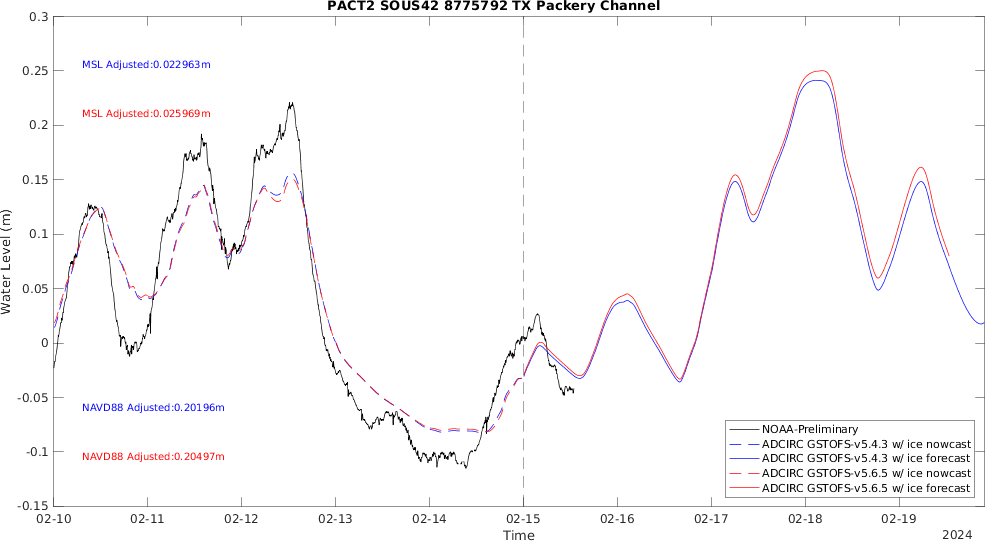 PACT2 SOUS42 8775792 TX Packery Channel
0.3
0.25
0.2
0.15
0.1
0.05
0
-0.05
-0.1
-0.15
Water Level (m)
MSL Adjusted:0.022963m
MSL Adjusted:0.025969m
NAVD88 Adjusted:0.20196m
NAVD88 Adjusted:0.20497m
NOAA-Preliminary
ADCIRC GSTOFS-v5.4.3 w/ ice nowcast
ADCIRC GSTOFS-v5.4.3 w/ ice forecast
ADCIRC GSTOFS-v5.6.5 w/ ice nowcast
ADCIRC GSTOFS-v5.6.5 w/ ice forecast
02-10 02-11 02-12 02-13 02-14 02-15 02-16 02-17 02-18 02-19
Time
2024